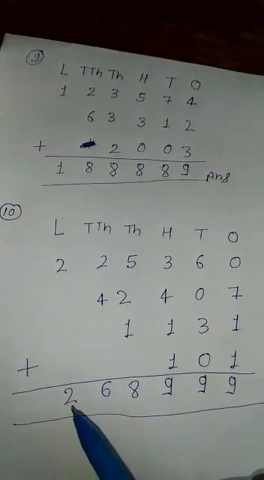 9
L TTh Th H T O
1 2 3 5 7 4
6 3 3 1 2
+ 2 0 0 3
1 8 8 8 8 9 Ans
10
L TTh Th H T O
2 2 5 3 6 0
4 2 4 0 7
1 1 3 1
+ 1 0 1
2 6 8 9 9 9